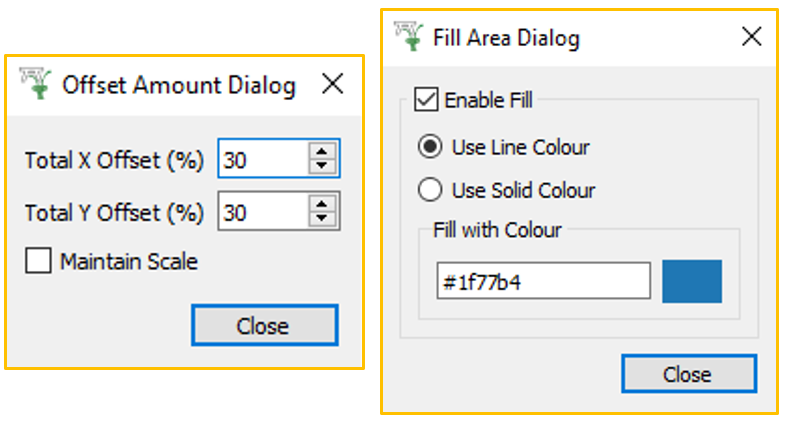 Offset Amount Dialog
Total X Offset (%) 30
Total Y Offset (%) 30
Maintain Scale
Close
Fill Area Dialog
Enable Fill
Use Line Colour
Use Solid Colour
Fill with Colour
#1f77b4
Close